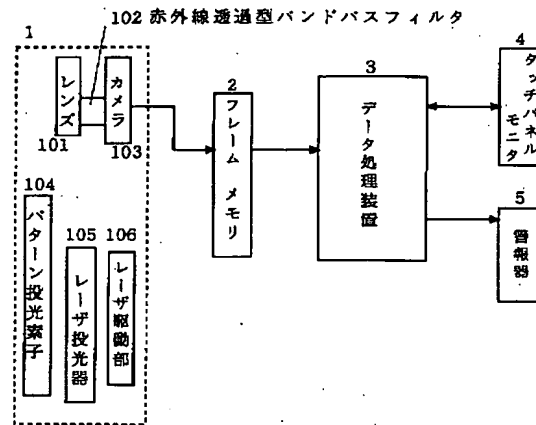 102 赤外線透過型バンドパスフィルタ
1
レンズ
101
カメラ
103
104
パターン投光素子
105
レーザ投光器
106
レーザ駆動部
2
フレーム メモリ
3
データ処理装置
4
タッチパネル
モニタ
5
警報器